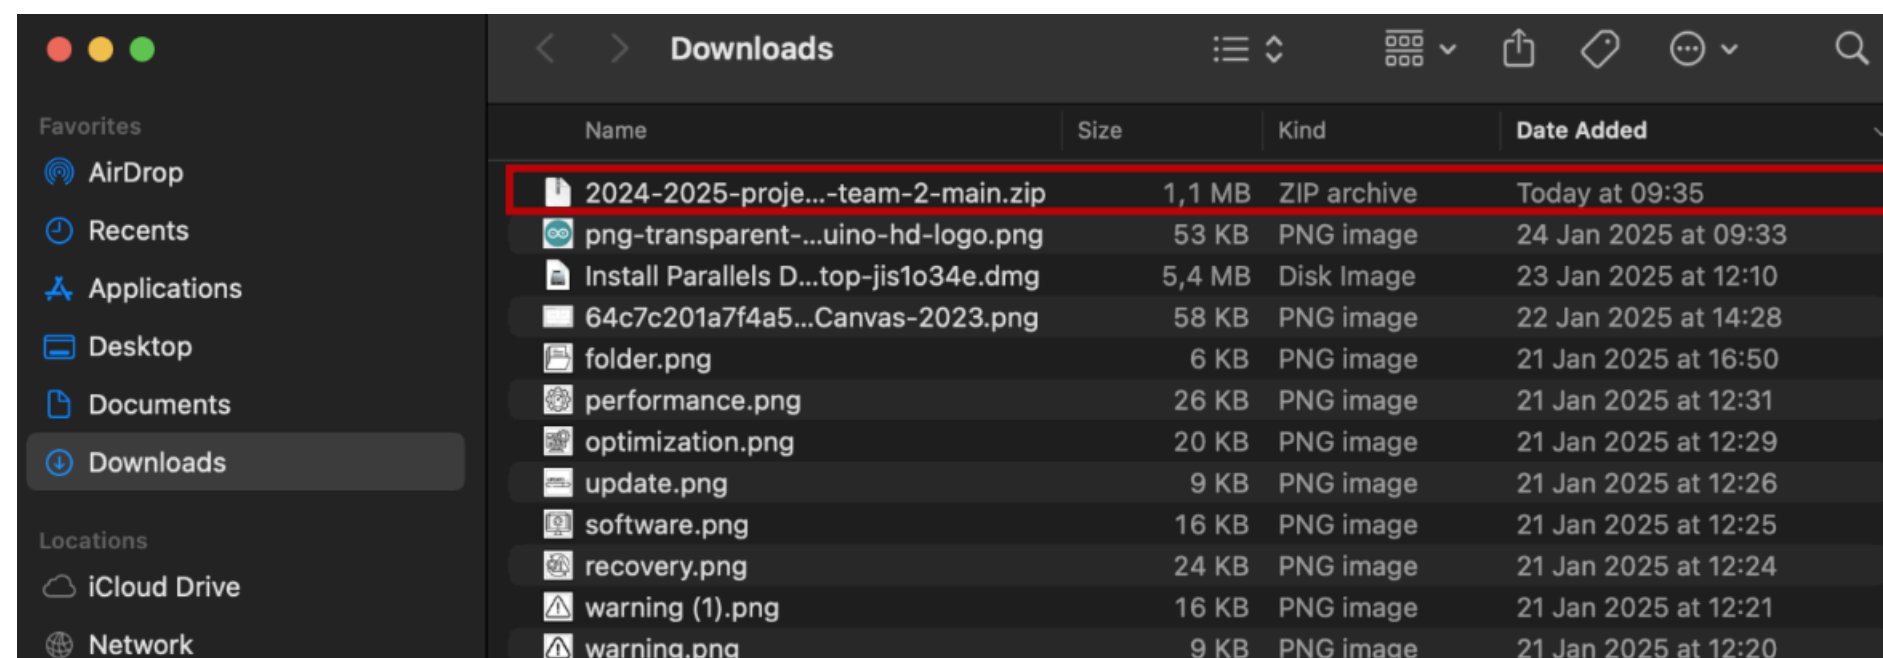 Downloads
Favorites
AirDrop
Recents
Applications
Desktop
Documents
Downloads
Locations
iCloud Drive
Network
Name Size Kind Date Added
2024-2025-proje...-team-2-main.zip 1,1 MB ZIP archive Today at 09:35
png-transparent-...uino-hd-logo.png 53 KB PNG image 24 Jan 2025 at 09:33
Install Parallels D...top-jis1o34e.dmg 5,4 MB Disk Image 23 Jan 2025 at 12:10
64c7c201a7f4a5...Canvas-2023.png 58 KB PNG image 22 Jan 2025 at 14:28
folder.png 6 KB PNG image 21 Jan 2025 at 16:50
performance.png 26 KB PNG image 21 Jan 2025 at 12:31
optimization.png 20 KB PNG image 21 Jan 2025 at 12:29
update.png 9 KB PNG image 21 Jan 2025 at 12:26
software.png 16 KB PNG image 21 Jan 2025 at 12:25
recovery.png 24 KB PNG image 21 Jan 2025 at 12:24
warning (1).png 16 KB PNG image 21 Jan 2025 at 12:21
warning.png 9 KB PNG image 21 Jan 2025 at 12:20